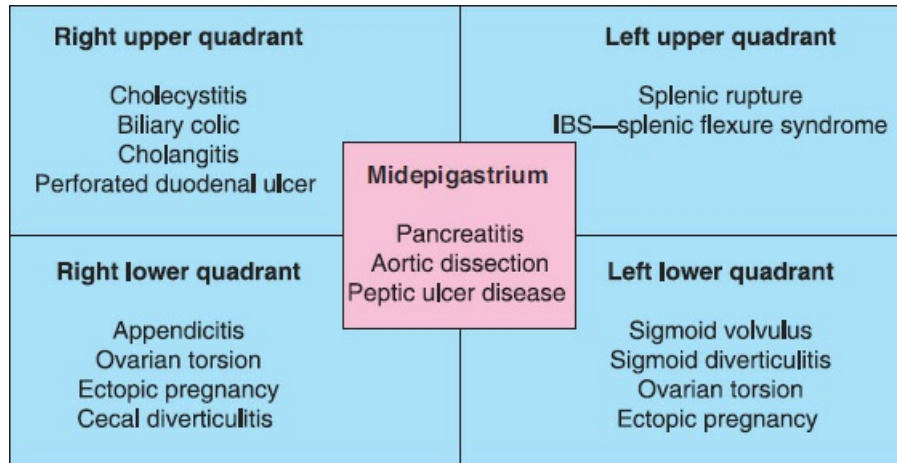 Right upper quadrant
Cholecystitis
Biliary colic
Cholangitis
Perforated duodenal ulcer
Left upper quadrant
Splenic rupture
IBS—splenic flexure syndrome
Midepigastrium
Pancreatitis
Aortic dissection
Peptic ulcer disease
Right lower quadrant
Appendicitis
Ovarian torsion
Ectopic pregnancy
Cecal diverticulitis
Left lower quadrant
Sigmoid volvulus
Sigmoid diverticulitis
Ovarian torsion
Ectopic pregnancy